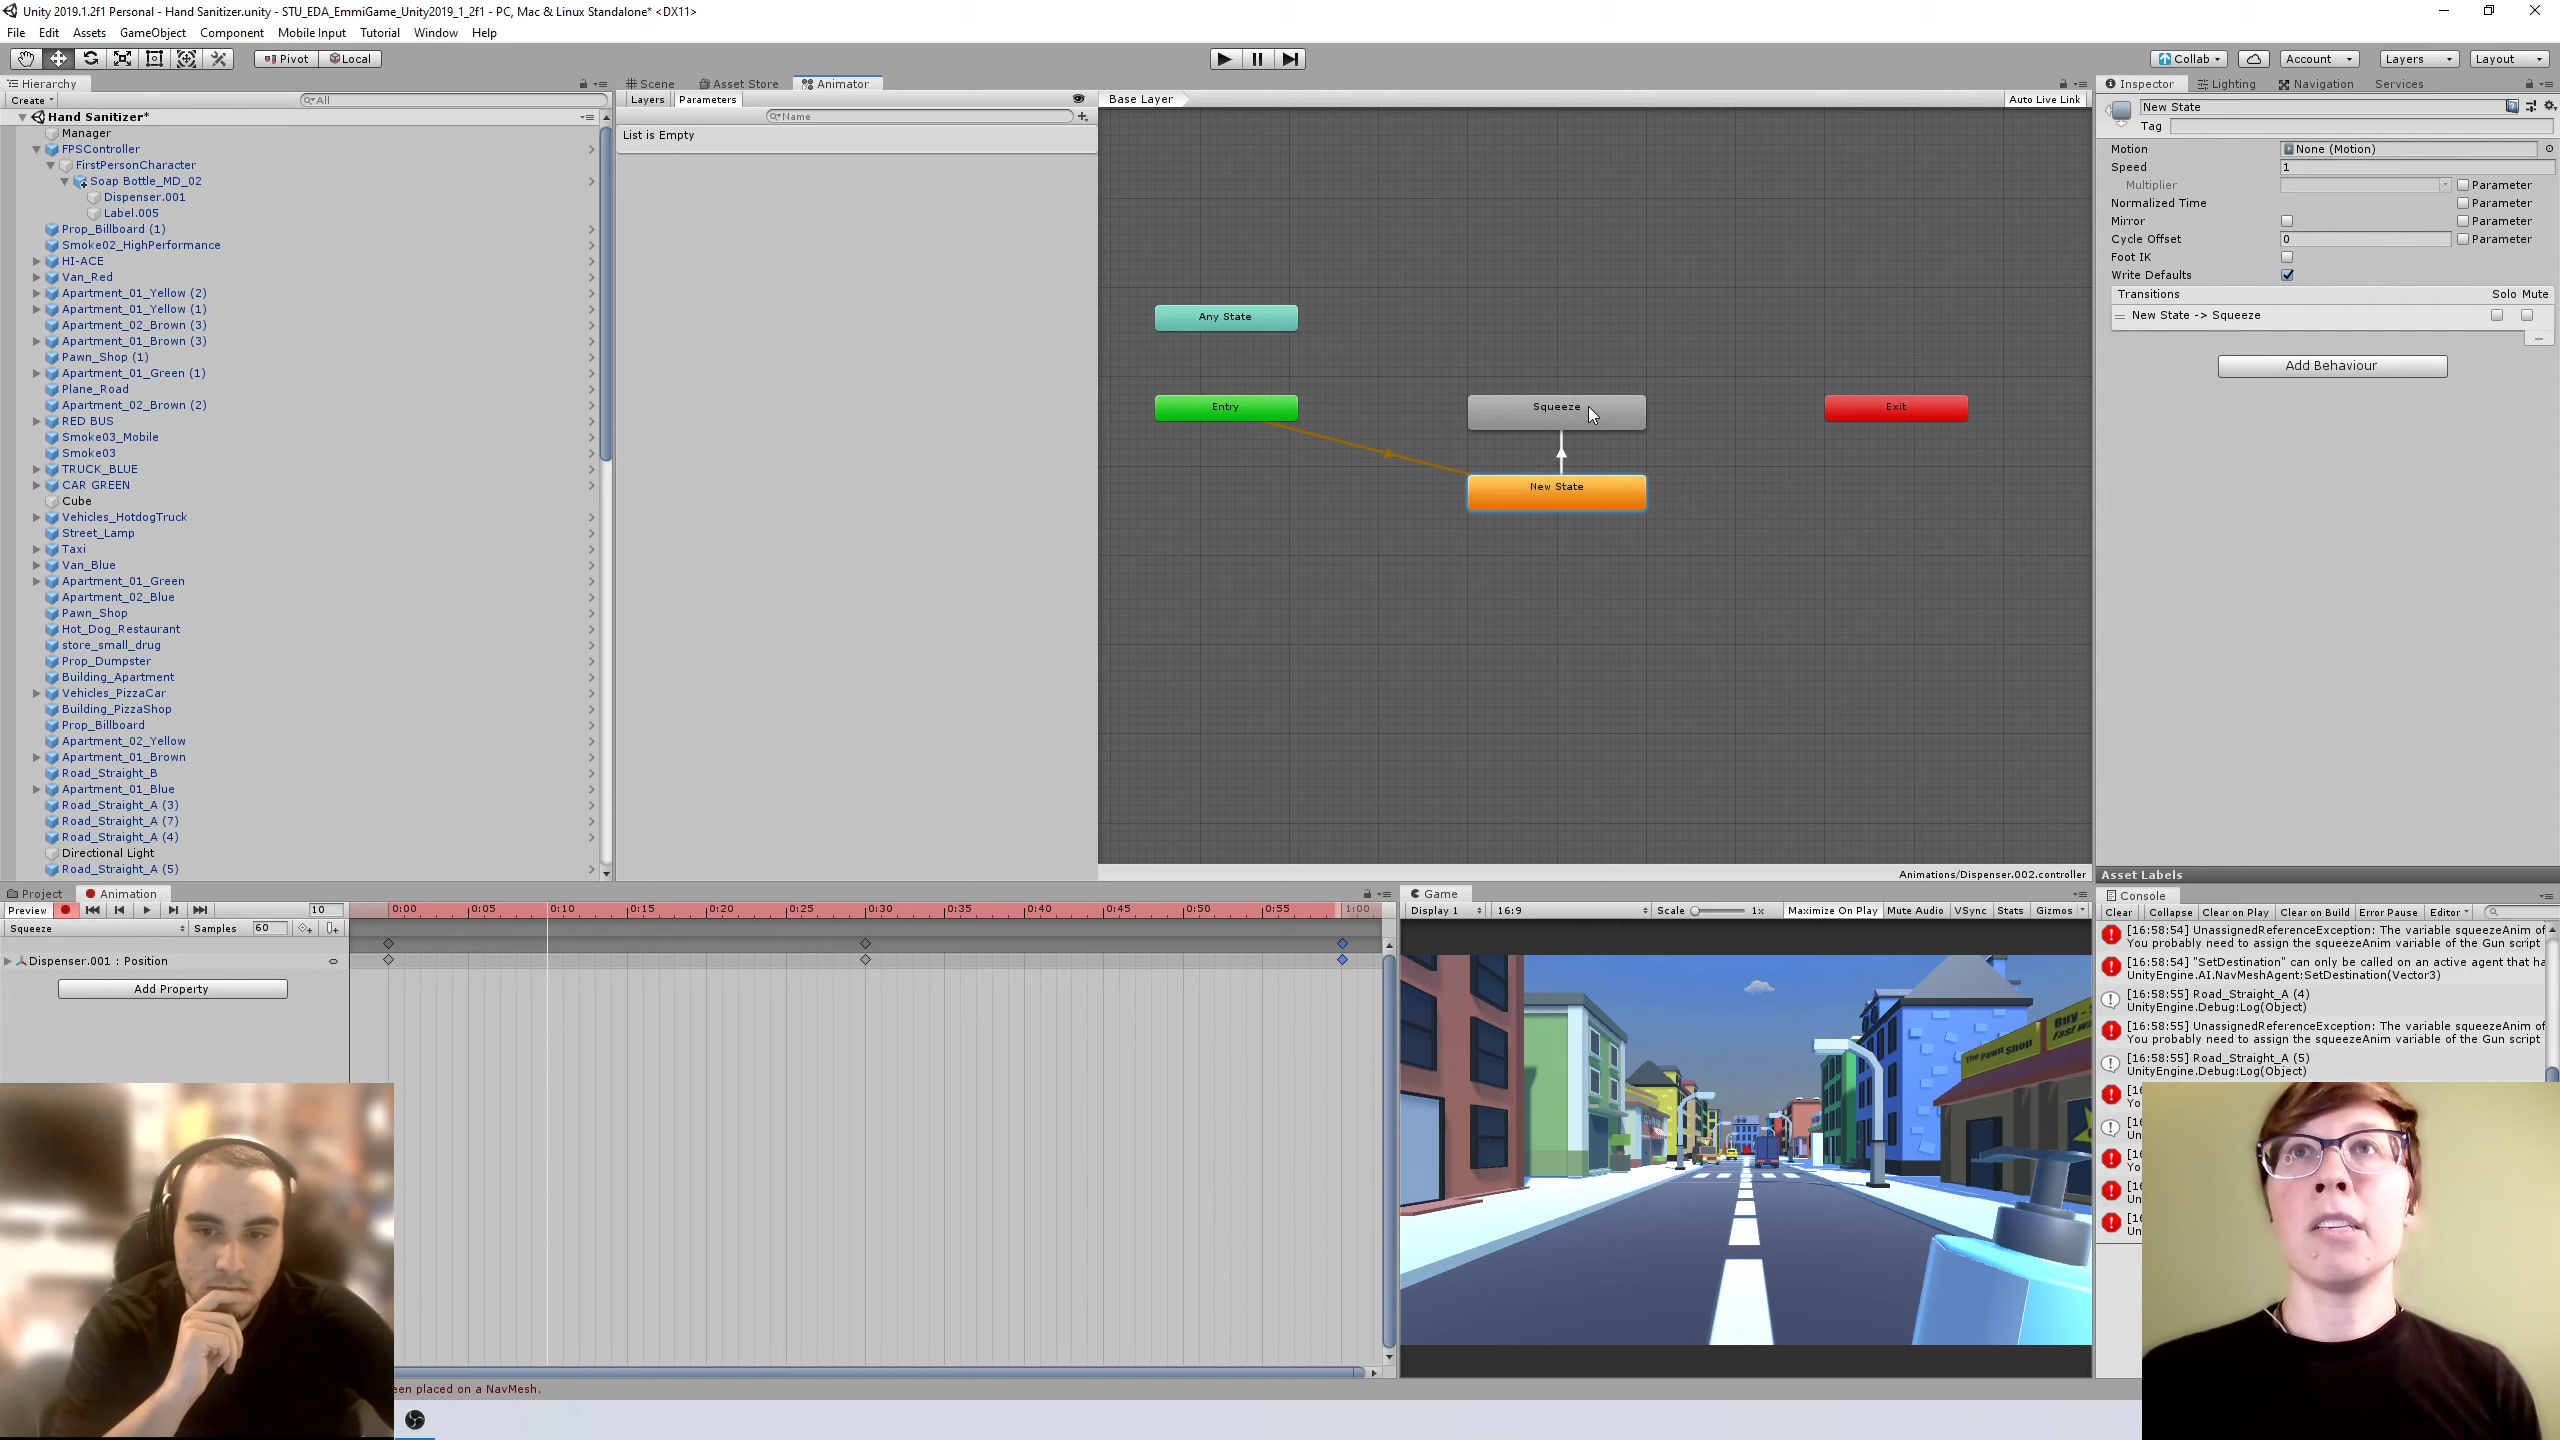 Unity 2019.1.2f1 Personal - Hand Sanitizer.unity - STU_EDA_EmmiGame_Unity2019_1_2f1 - PC, Mac & Linux Standalone* <DX11>
File Edit Assets GameObject Component Mobile Input Tutorial Window Help
Pivot Local Collab Account Layers Layout
Hierarchy
Create All
Hand Sanitizer*
Manager
FPSController
FirstPersonCharacter
Soap Bottle_MD_02
Dispenser.001
Label.005
Prop_Billboard (1)
Smoke02_HighPerformance
HI-ACE
Van_Red
Apartment_01_Yellow (2)
Apartment_01_Yellow (1)
Apartment_02_Brown (3)
Apartment_01_Brown (3)
Pawn_Shop (1)
Apartment_01_Green (1)
Plane_Road
Apartment_02_Brown (2)
RED BUS
Smoke03_Mobile
Smoke03
TRUCK_BLUE
CAR GREEN
Cube
Vehicles_HotdogTruck
Street_Lamp
Taxi
Van_Blue
Apartment_01_Green
Apartment_02_Blue
Pawn_Shop
Hot_Dog_Restaurant
store_small_drug
Prop_Dumpster
Building_Apartment
Vehicles_PizzaCar
Building_PizzaShop
Prop_Billboard
Apartment_02_Yellow
Apartment_01_Brown
Road_Straight_B
Apartment_01_Blue
Road_Straight_A (3)
Road_Straight_A (7)
Road_Straight_A (4)
Directional Light
Road_Straight_A (5)
Scene Asset Store Animator
Layers Parameters
Name
List is Empty
Base Layer
Auto Live Link
Any State
Entry
Squeeze
Exit
New State
Animations/Dispenser.002.controller
Inspector Lighting Navigation Services
New State
Tag
Motion None (Motion)
Speed 1
Multiplier Parameter
Normalized Time Parameter
Mirror Parameter
Cycle Offset 0 Parameter
Foot IK
Write Defaults
Transitions Solo Mute
New State -> Squeeze
Add Behaviour
Asset Labels
Project Animation
Preview 10
0:00 0:05 0:10 0:15 0:20 0:25 0:30 0:35 0:40 0:45 0:50 0:55 1:00
Squeeze Samples 60
Dispenser.001 : Position
Add Property
Game
Display 1 16:9 Scale 1x Maximize On Play Mute Audio VSync Stats Gizmos
Buy -
Fast
The Pawn Shop
Console
Clear Collapse Clear on Play Clear on Build Error Pause Editor
[16:58:54] UnassignedReferenceException: The variable squeezeAnim of
You probably need to assign the squeezeAnim variable of the Gun script
[16:58:54] "SetDestination" can only be called on an active agent that ha
UnityEngine.AI.NavMeshAgent:SetDestination(Vector3)
[16:58:55] Road_Straight_A (4)
UnityEngine.Debug:Log(Object)
[16:58:55] UnassignedReferenceException: The variable squeezeAnim of
You probably need to assign the squeezeAnim variable of the Gun script
[16:58:55] Road_Straight_A (5)
UnityEngine.Debug:Log(Object)
[16
Yo
[16
Un
[16
Yo
[16
Un
[16
Un
een placed on a NavMesh.